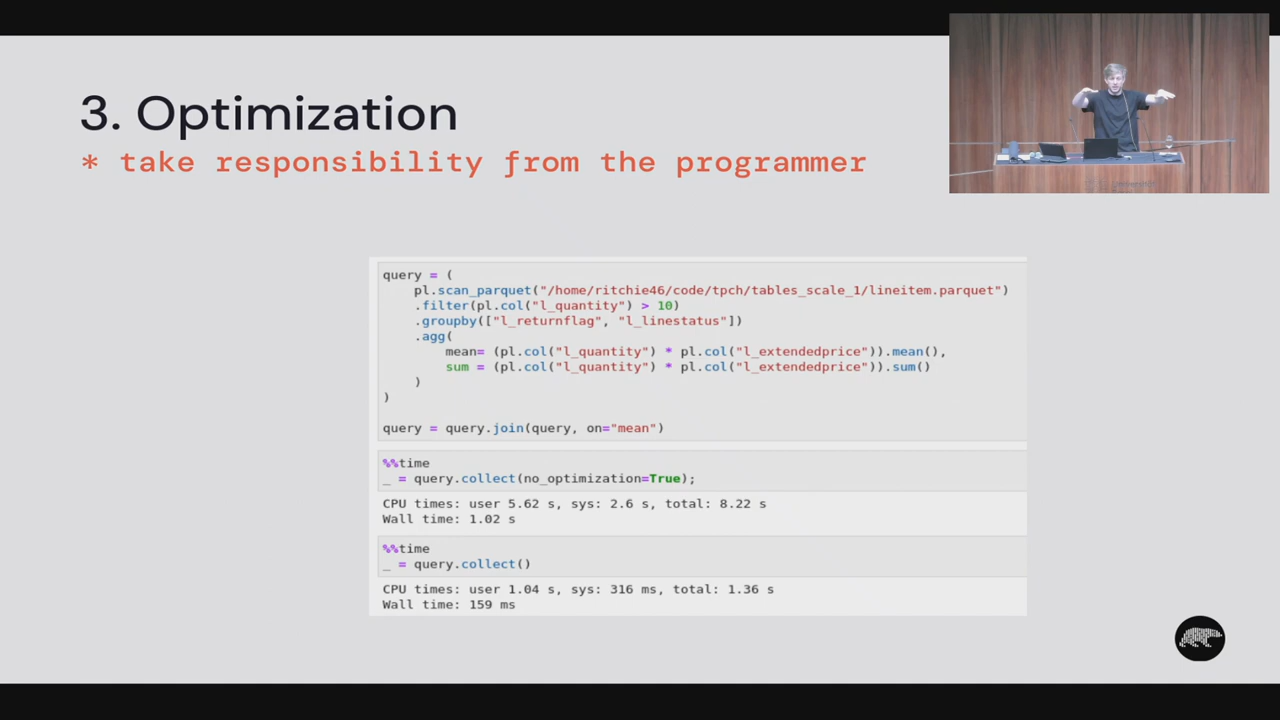 3. Optimization
* take responsibility from the programmer
query = (
    pl.scan_parquet("/home/ritchie46/code/tpch/tables_scale_1/lineitem.parquet")
    .filter(pl.col("l_quantity") > 10)
    .groupby(["l_returnflag", "l_linestatus"])
    .agg(
        mean= (pl.col("l_quantity") * pl.col("l_extendedprice")).mean(),
        sum = (pl.col("l_quantity") * pl.col("l_extendedprice")).sum()
    )
)
query = query.join(query, on="mean")
%%time
_ = query.collect(no_optimization=True);
CPU times: user 5.62 s, sys: 2.6 s, total: 8.22 s
Wall time: 1.02 s
%%time
_ = query.collect()
CPU times: user 1.04 s, sys: 316 ms, total: 1.36 s
Wall time: 159 ms